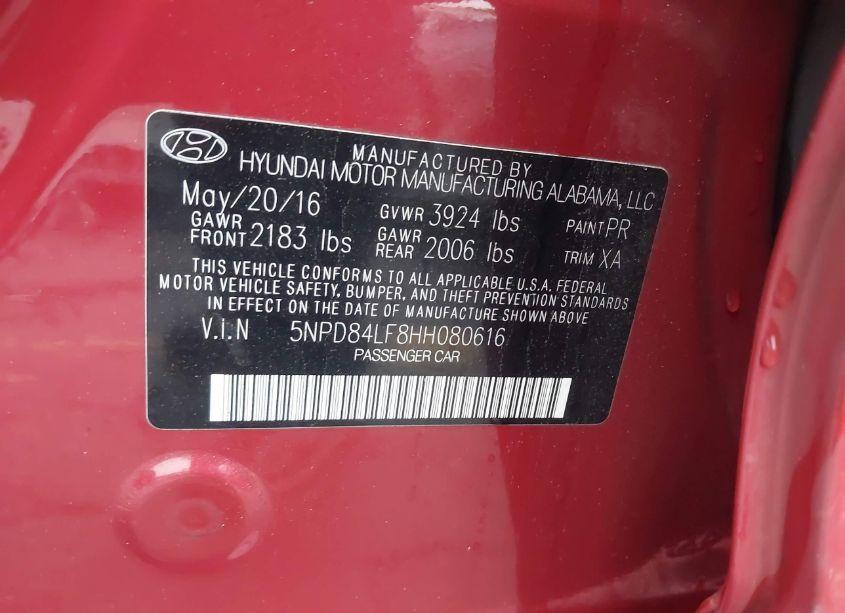 MANUFACTURED BY
HYUNDAI MOTOR MANUFACTURING ALABAMA, LLC
May/20/16 GVWR 3924 lbs PAINT PR
GAWR FRONT 2183 lbs GAWR REAR 2006 lbs TRIM XA
THIS VEHICLE CONFORMS TO ALL APPLICABLE U.S.A. FEDERAL
MOTOR VEHICLE SAFETY, BUMPER, AND THEFT PREVENTION STANDARDS
IN EFFECT ON THE DATE OF MANUFACTURE SHOWN ABOVE
V.I.N 5NPD84LF8HH080616
PASSENGER CAR